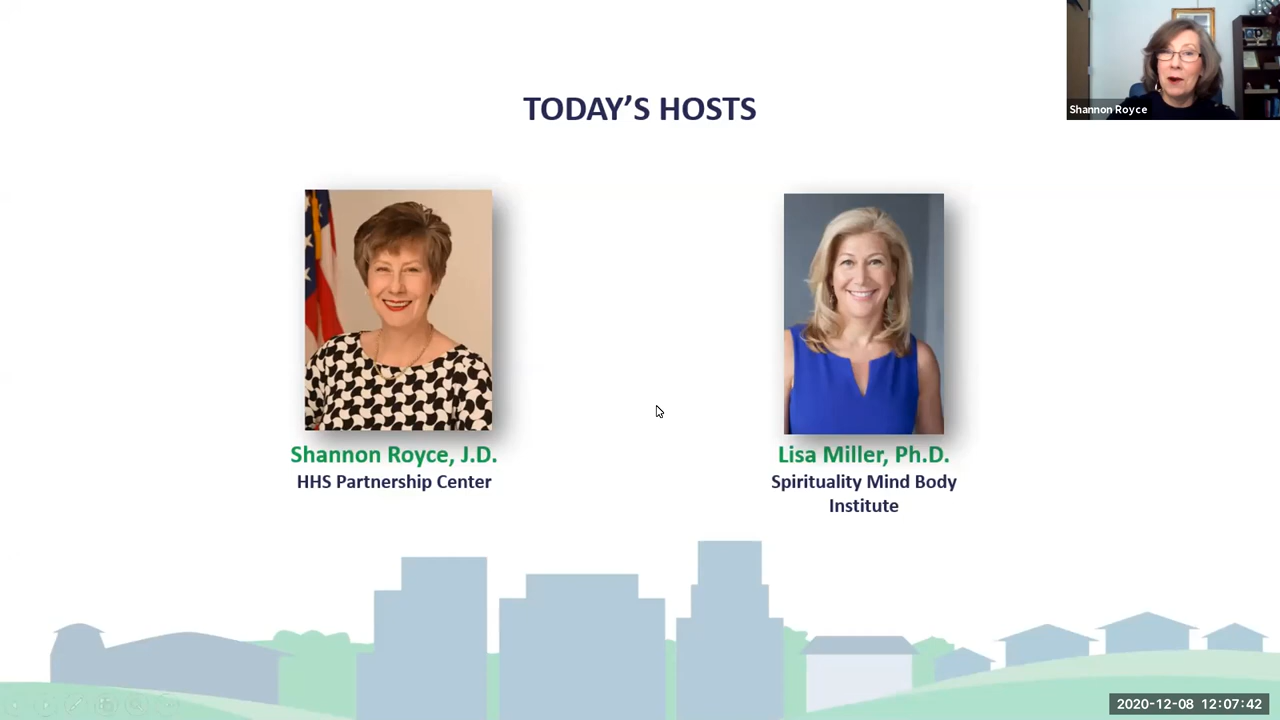 Shannon Royce
TODAY’S HOSTS
Shannon Royce, J.D.
HHS Partnership Center
Lisa Miller, Ph.D.
Spirituality Mind Body
Institute
2020-12-08 12:07:42